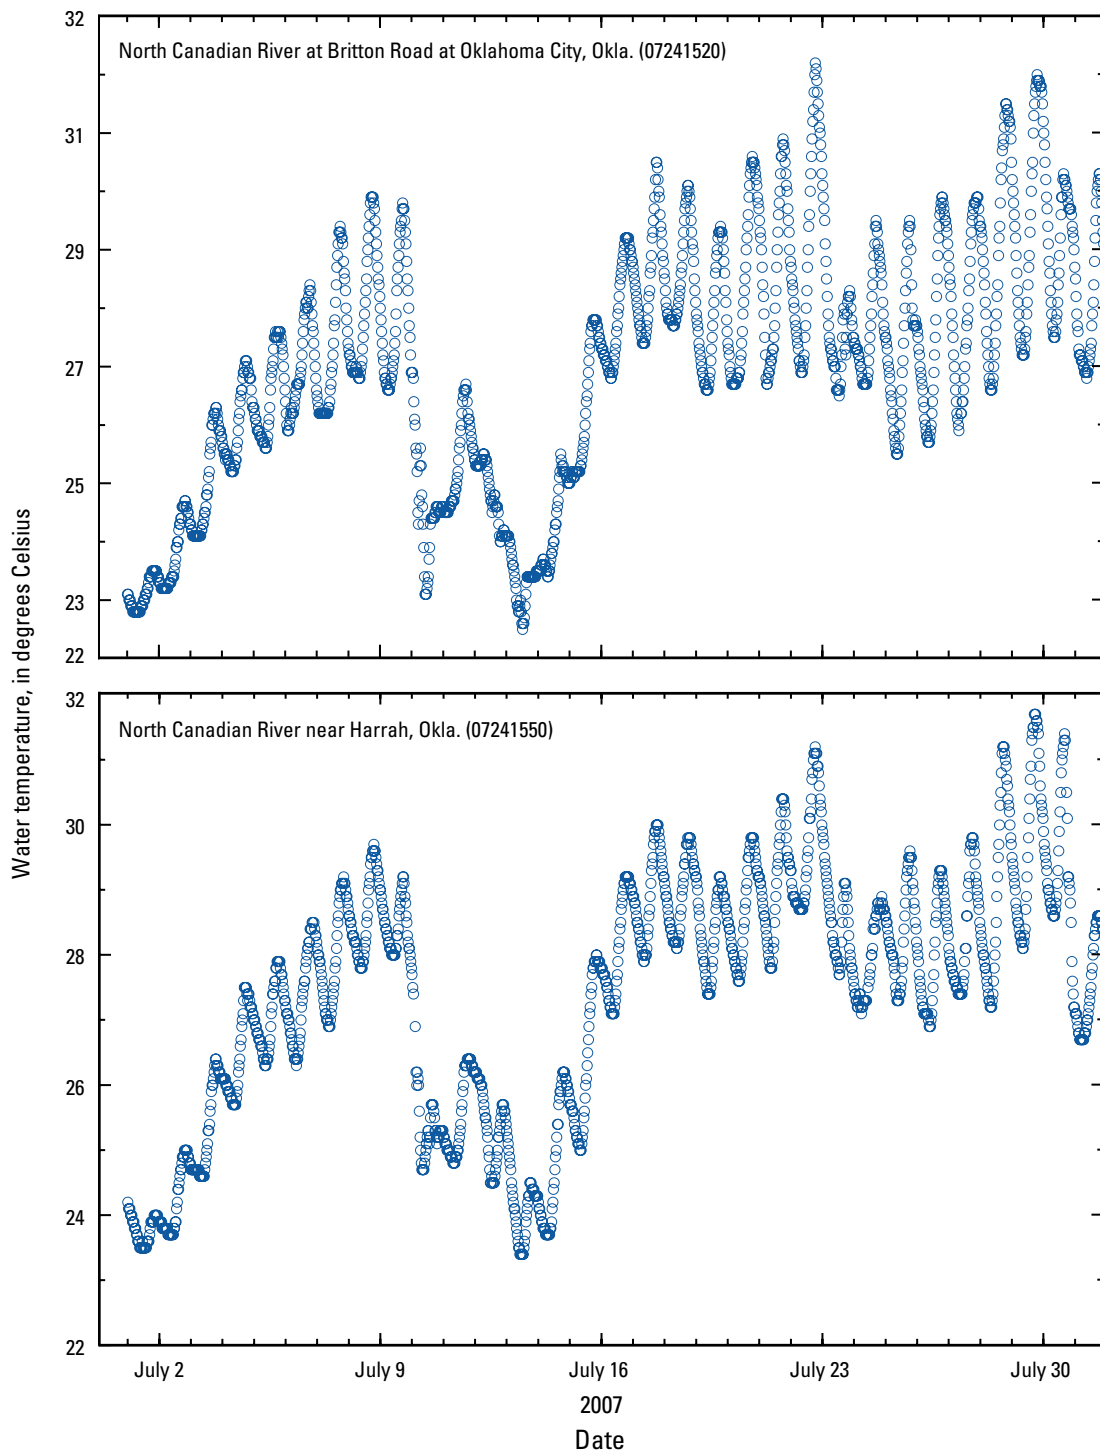 32
North Canadian River at Britton Road at Oklahoma City, Okla. (07241520)
31
29
27
25
23
22
Water temperature, in degrees Celsius
32
North Canadian River near Harrah, Okla. (07241550)
30
28
26
24
22
July 2 July 9 July 16 July 23 July 30
2007
Date